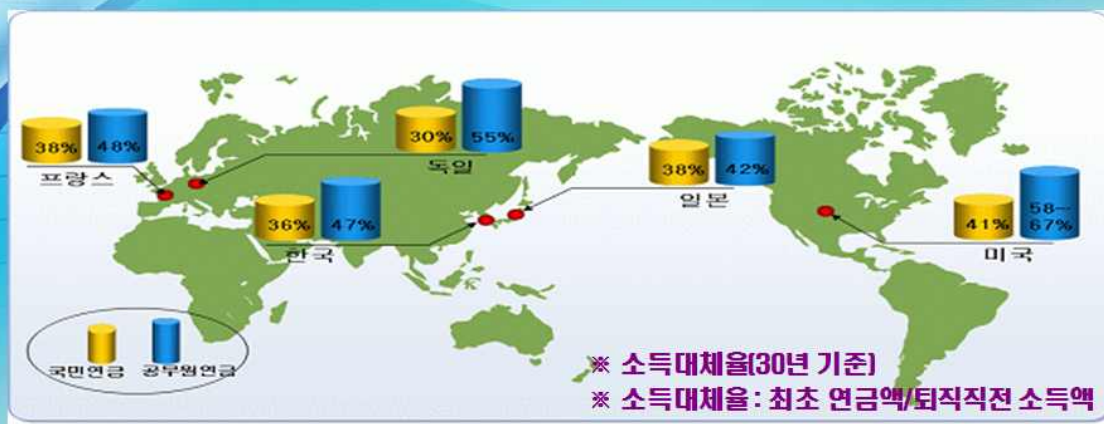 38% 48%
프랑스
30% 55%
독일
36% 47%
한국
38% 42%
일본
41% 58~67%
미국
국민연금 공무원연금
※ 소득대체율(30년 기준)
※ 소득대체율 : 최초 연금액/퇴직직전 소득액